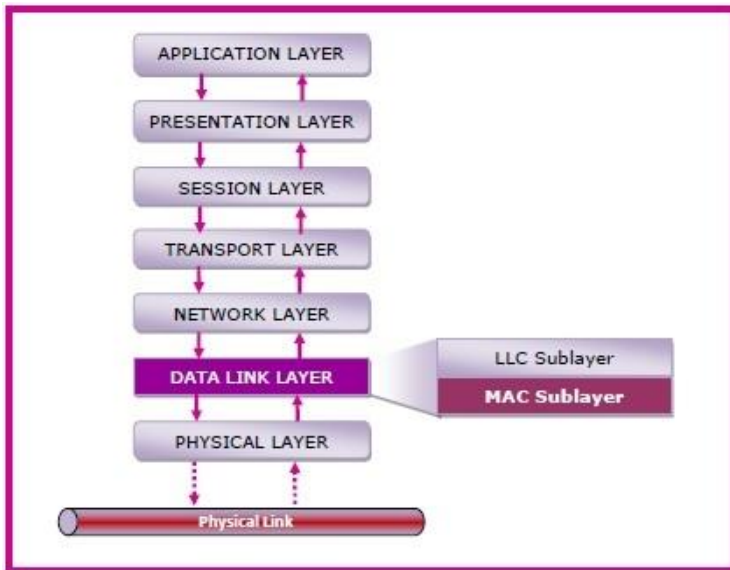 APPLICATION LAYER
PRESENTATION LAYER
SESSION LAYER
TRANSPORT LAYER
NETWORK LAYER
DATA LINK LAYER
LLC Sublayer
MAC Sublayer
PHYSICAL LAYER
Physical Link